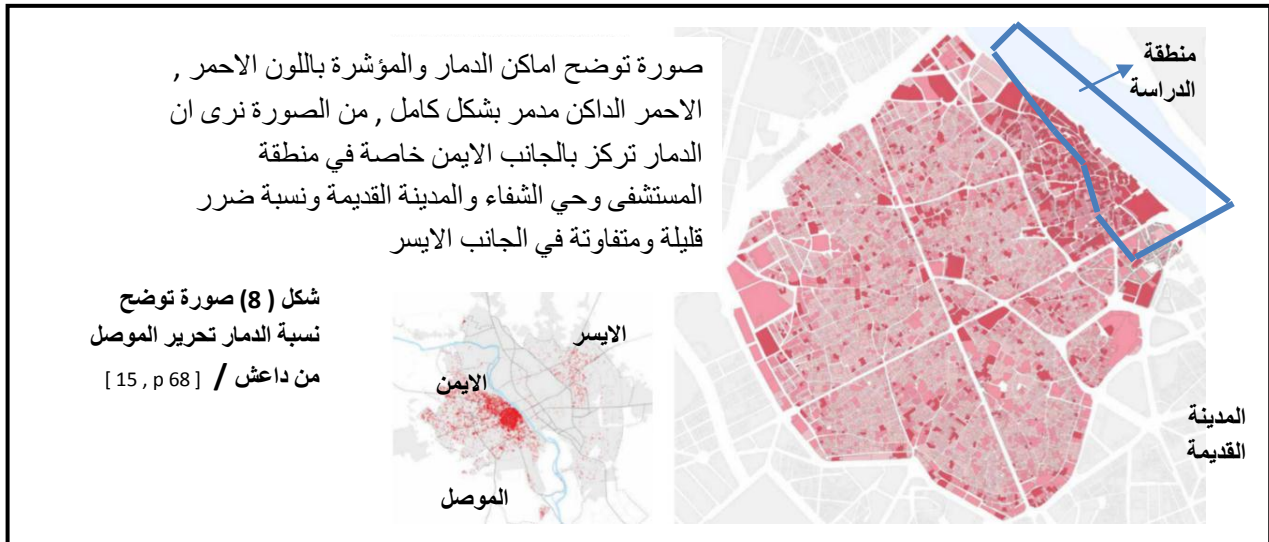 صورة توضح اماكن الدمار والمؤشرة باللون الاحمر ,
الاحمر الداكن مدمر بشكل كامل , من الصورة نرى ان
الدمار تركز بالجانب الايمن خاصة في منطقة
المستشفى وحي الشفاء والمدينة القديمة ونسبة ضرر
قليلة ومتفاوتة في الجانب الايسر
شكل ( 8) صورة توضح
نسبة الدمار تحرير الموصل
من داعش / [ 15 , p 68 ]
الايسر
الايمن
الموصل
منطقة
الدراسة
المدينة
القديمة